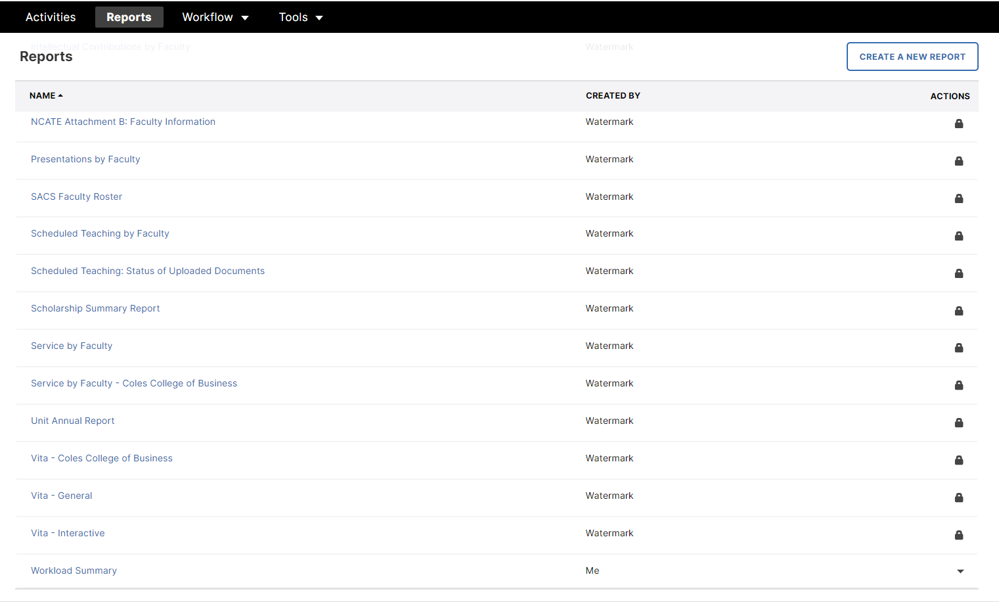 Activities Reports Workflow Tools
Intellectual Contributions by Faculty Watermark
Reports CREATE A NEW REPORT
NAME CREATED BY ACTIONS
NCATE Attachment B: Faculty Information Watermark
Presentations by Faculty Watermark
SACS Faculty Roster Watermark
Scheduled Teaching by Faculty Watermark
Scheduled Teaching: Status of Uploaded Documents Watermark
Scholarship Summary Report Watermark
Service by Faculty Watermark
Service by Faculty - Coles College of Business Watermark
Unit Annual Report Watermark
Vita - Coles College of Business Watermark
Vita - General Watermark
Vita - Interactive Watermark
Workload Summary Me